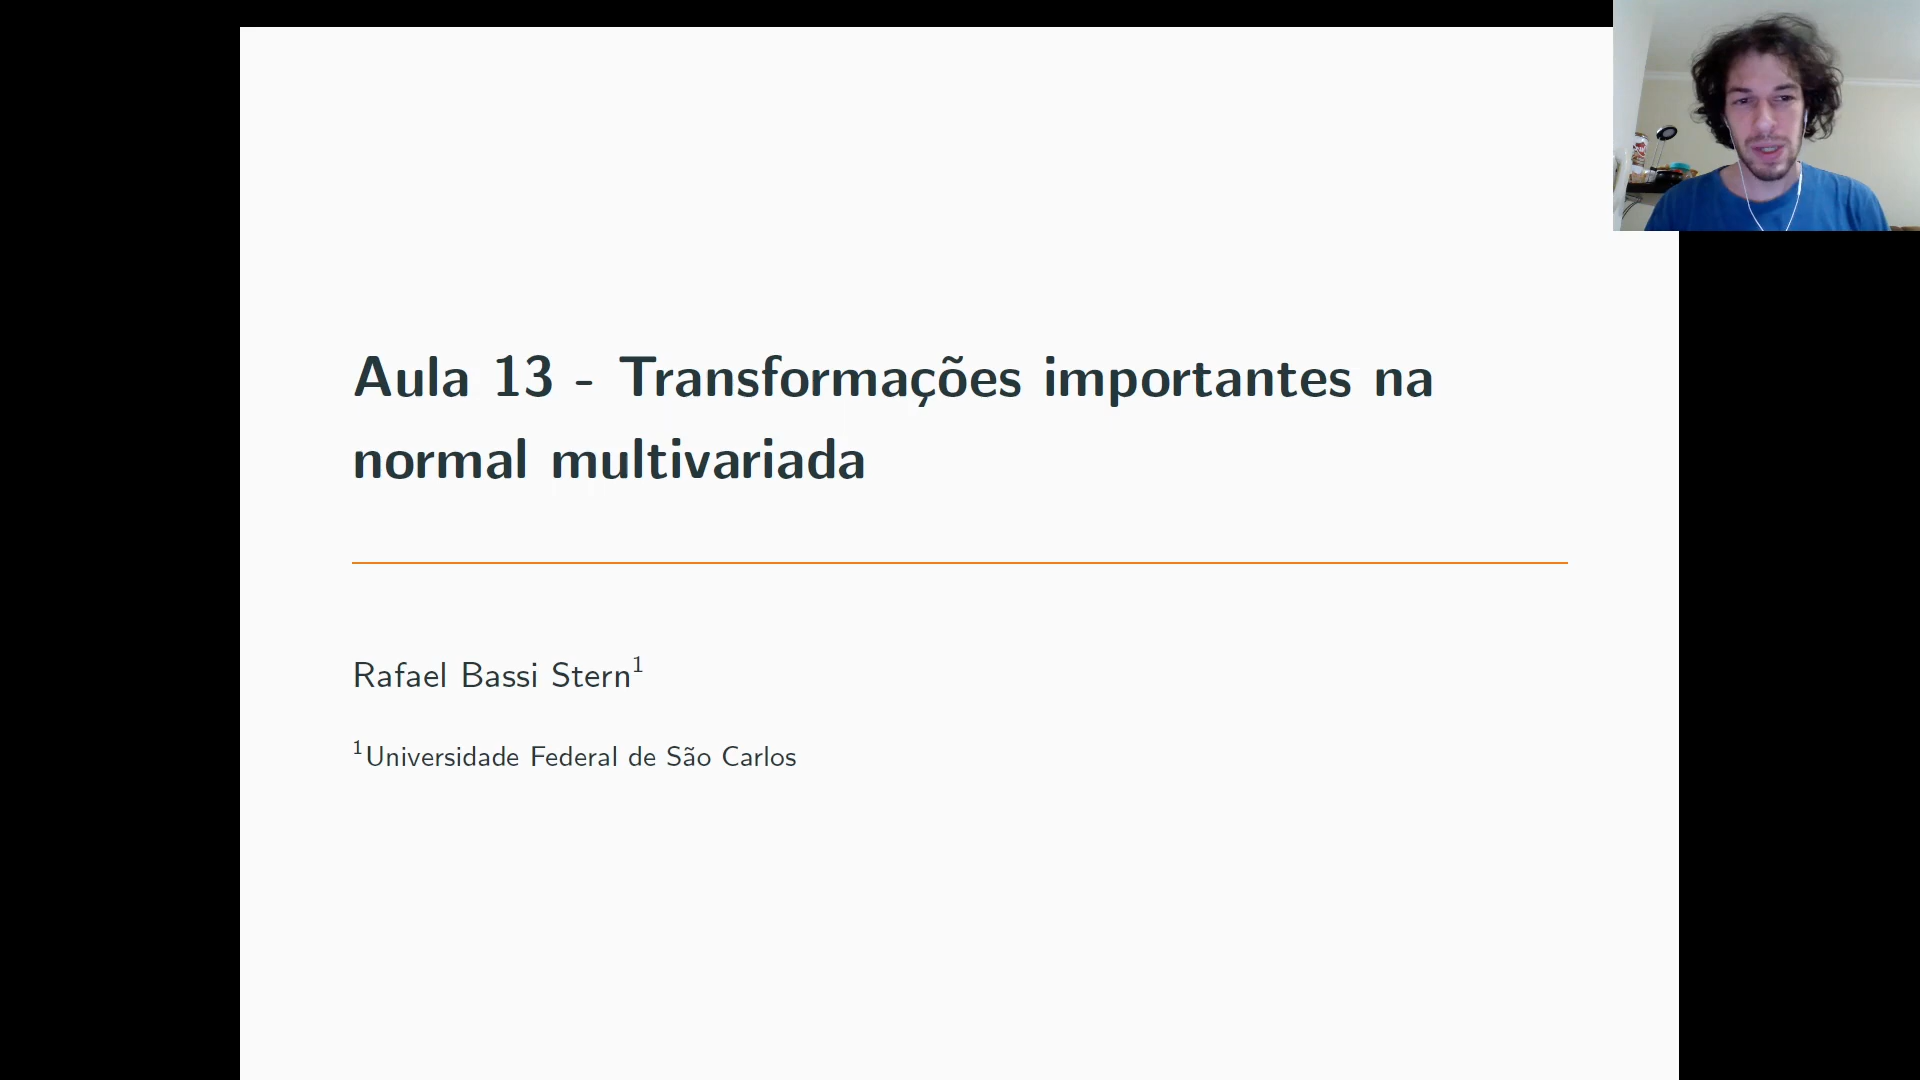 Aula 13 - Transformações importantes na
normal multivariada
Rafael Bassi Stern¹
¹Universidade Federal de São Carlos